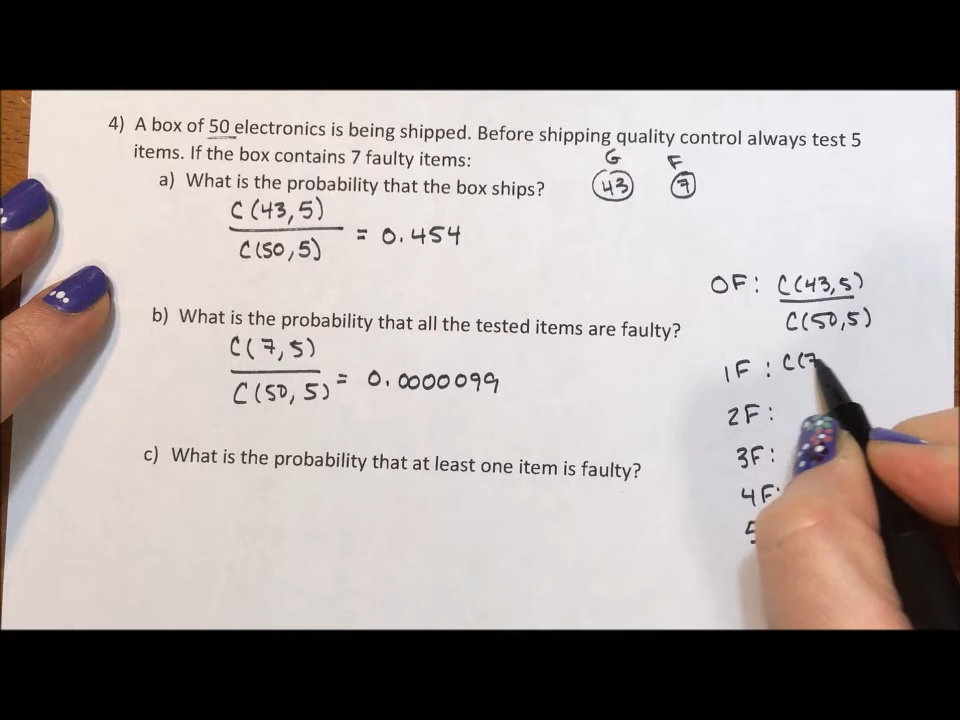 4) A box of 50 electronics is being shipped. Before shipping quality control always test 5
items. If the box contains 7 faulty items:
G F
a) What is the probability that the box ships? 43 7
C(43,5)
C(50,5)
= 0.454
0F: C(43,5)
C(50,5)
b) What is the probability that all the tested items are faulty?
C(7,5)
C(50,5)
= 0.0000099
1F: C(7
2F:
3F:
4F:
5
c) What is the probability that at least one item is faulty?